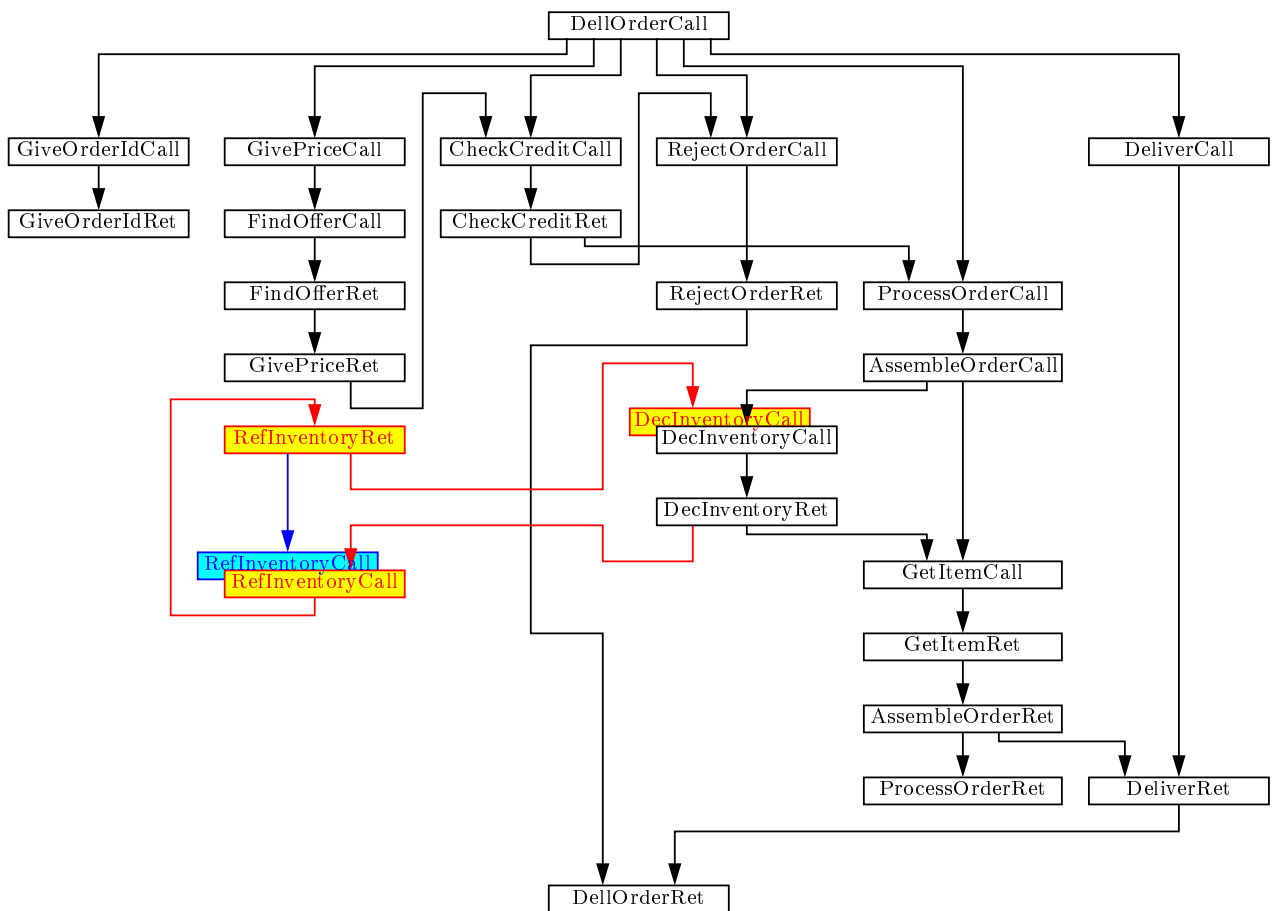 DellOrderCall
GiveOrderIdCall
GivePriceCall
CheckCreditCall
RejectOrderCall
DeliverCall
GiveOrderIdRet
FindOfferCall
CheckCreditRet
FindOfferRet
RejectOrderRet
ProcessOrderCall
GivePriceRet
AssembleOrderCall
DecInventoryCall
RefInventoryRet
DecInventoryCall
DecInventoryRet
RefInventoryCall
GetItemCall
RefInventoryCall
GetItemRet
AssembleOrderRet
ProcessOrderRet
DeliverRet
DellOrderRet